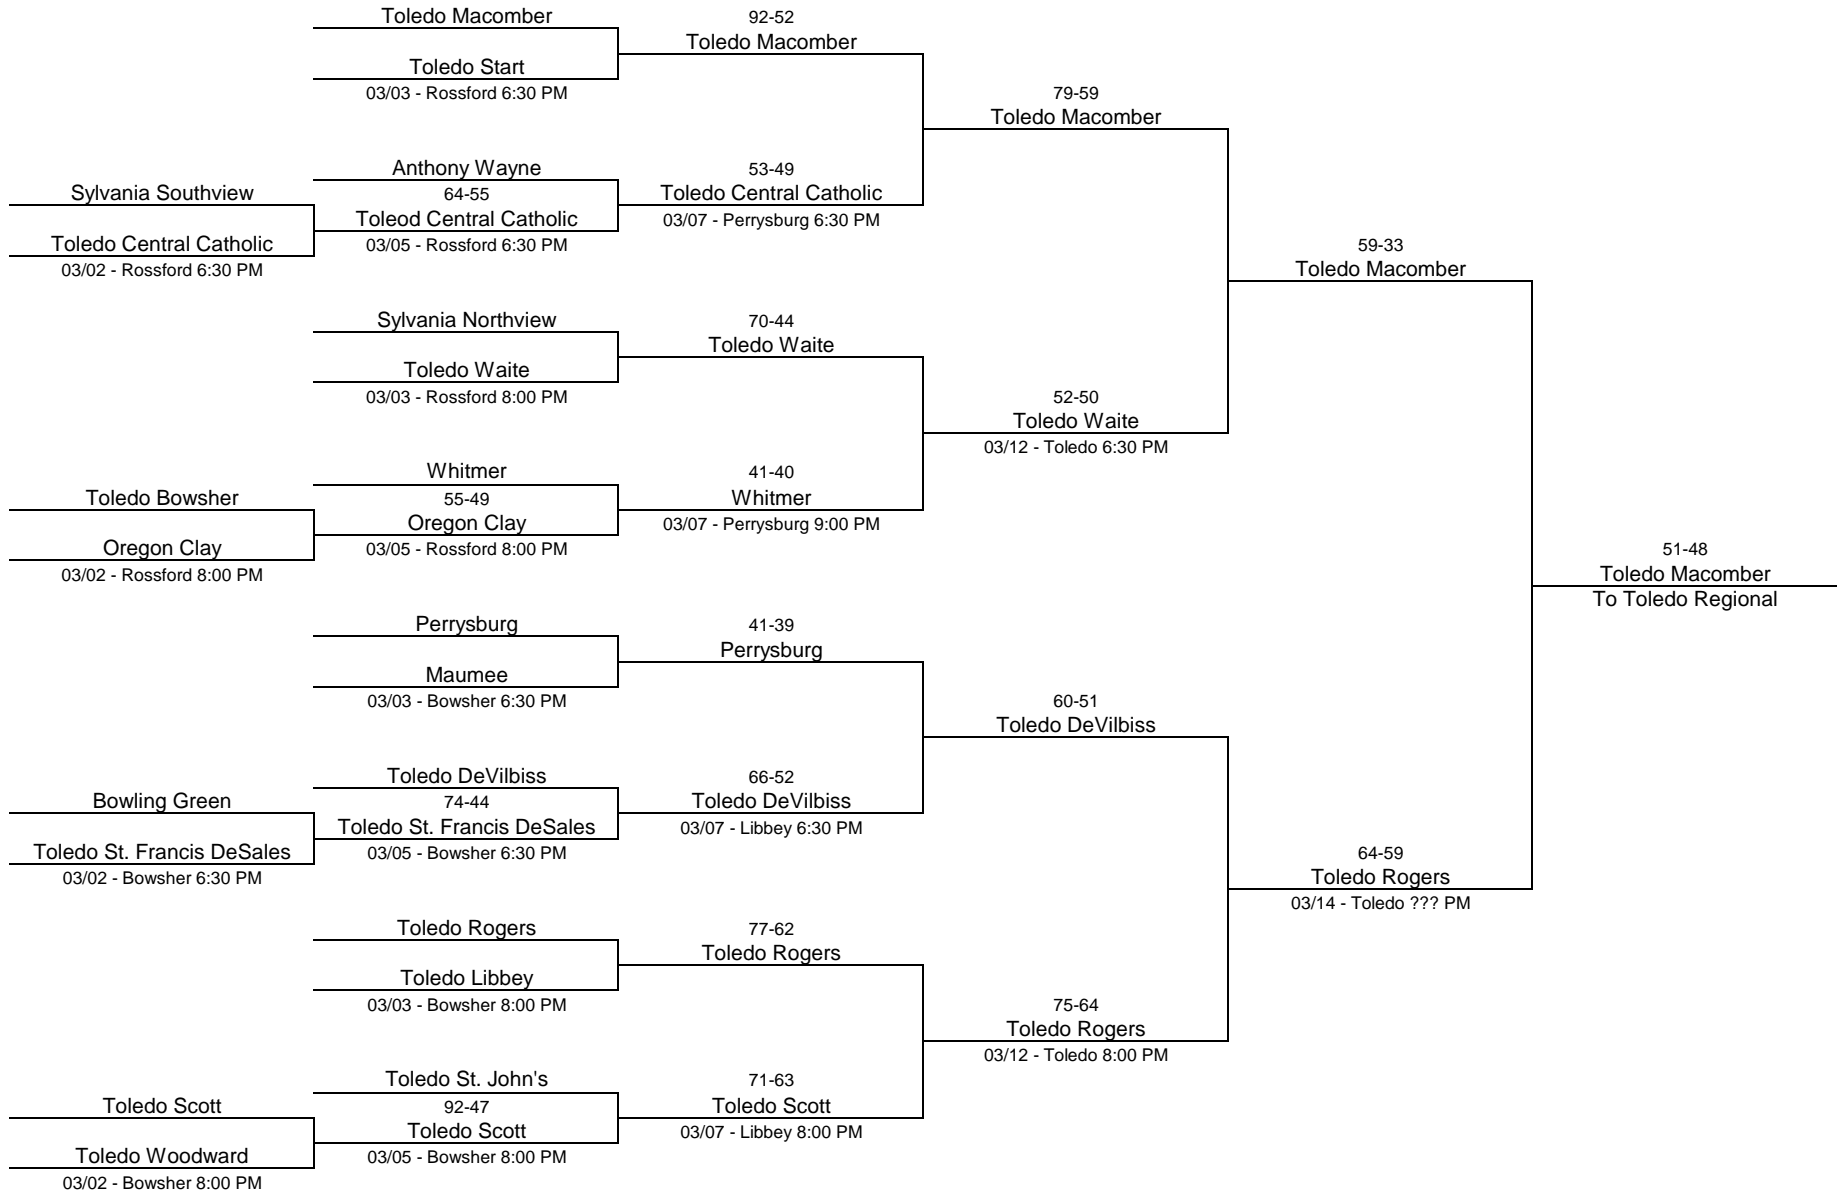 Toledo Macomber
92-52
Toledo Macomber
Toledo Start
03/03 - Rossford 6:30 PM
79-59
Toledo Macomber
Anthony Wayne
53-49
Sylvania Southview
64-55
Toledo Central Catholic
Toleod Central Catholic
03/07 - Perrysburg 6:30 PM
Toledo Central Catholic
03/05 - Rossford 6:30 PM
59-33
03/02 - Rossford 6:30 PM
Toledo Macomber
Sylvania Northview
70-44
Toledo Waite
Toledo Waite
03/03 - Rossford 8:00 PM
52-50
Toledo Waite
03/12 - Toledo 6:30 PM
Whitmer
41-40
Toledo Bowsher
55-49
Whitmer
Oregon Clay
03/07 - Perrysburg 9:00 PM
Oregon Clay
03/05 - Rossford 8:00 PM
51-48
03/02 - Rossford 8:00 PM
Toledo Macomber
To Toledo Regional
Perrysburg
41-39
Perrysburg
Maumee
03/03 - Bowsher 6:30 PM
60-51
Toledo DeVilbiss
Toledo DeVilbiss
66-52
Bowling Green
74-44
Toledo DeVilbiss
Toledo St. Francis DeSales
03/07 - Libbey 6:30 PM
Toledo St. Francis DeSales
03/05 - Bowsher 6:30 PM
64-59
03/02 - Bowsher 6:30 PM
Toledo Rogers
03/14 - Toledo ??? PM
Toledo Rogers
77-62
Toledo Rogers
Toledo Libbey
03/03 - Bowsher 8:00 PM
75-64
Toledo Rogers
03/12 - Toledo 8:00 PM
Toledo St. John's
71-63
Toledo Scott
92-47
Toledo Scott
Toledo Scott
03/07 - Libbey 8:00 PM
Toledo Woodward
03/05 - Bowsher 8:00 PM
03/02 - Bowsher 8:00 PM